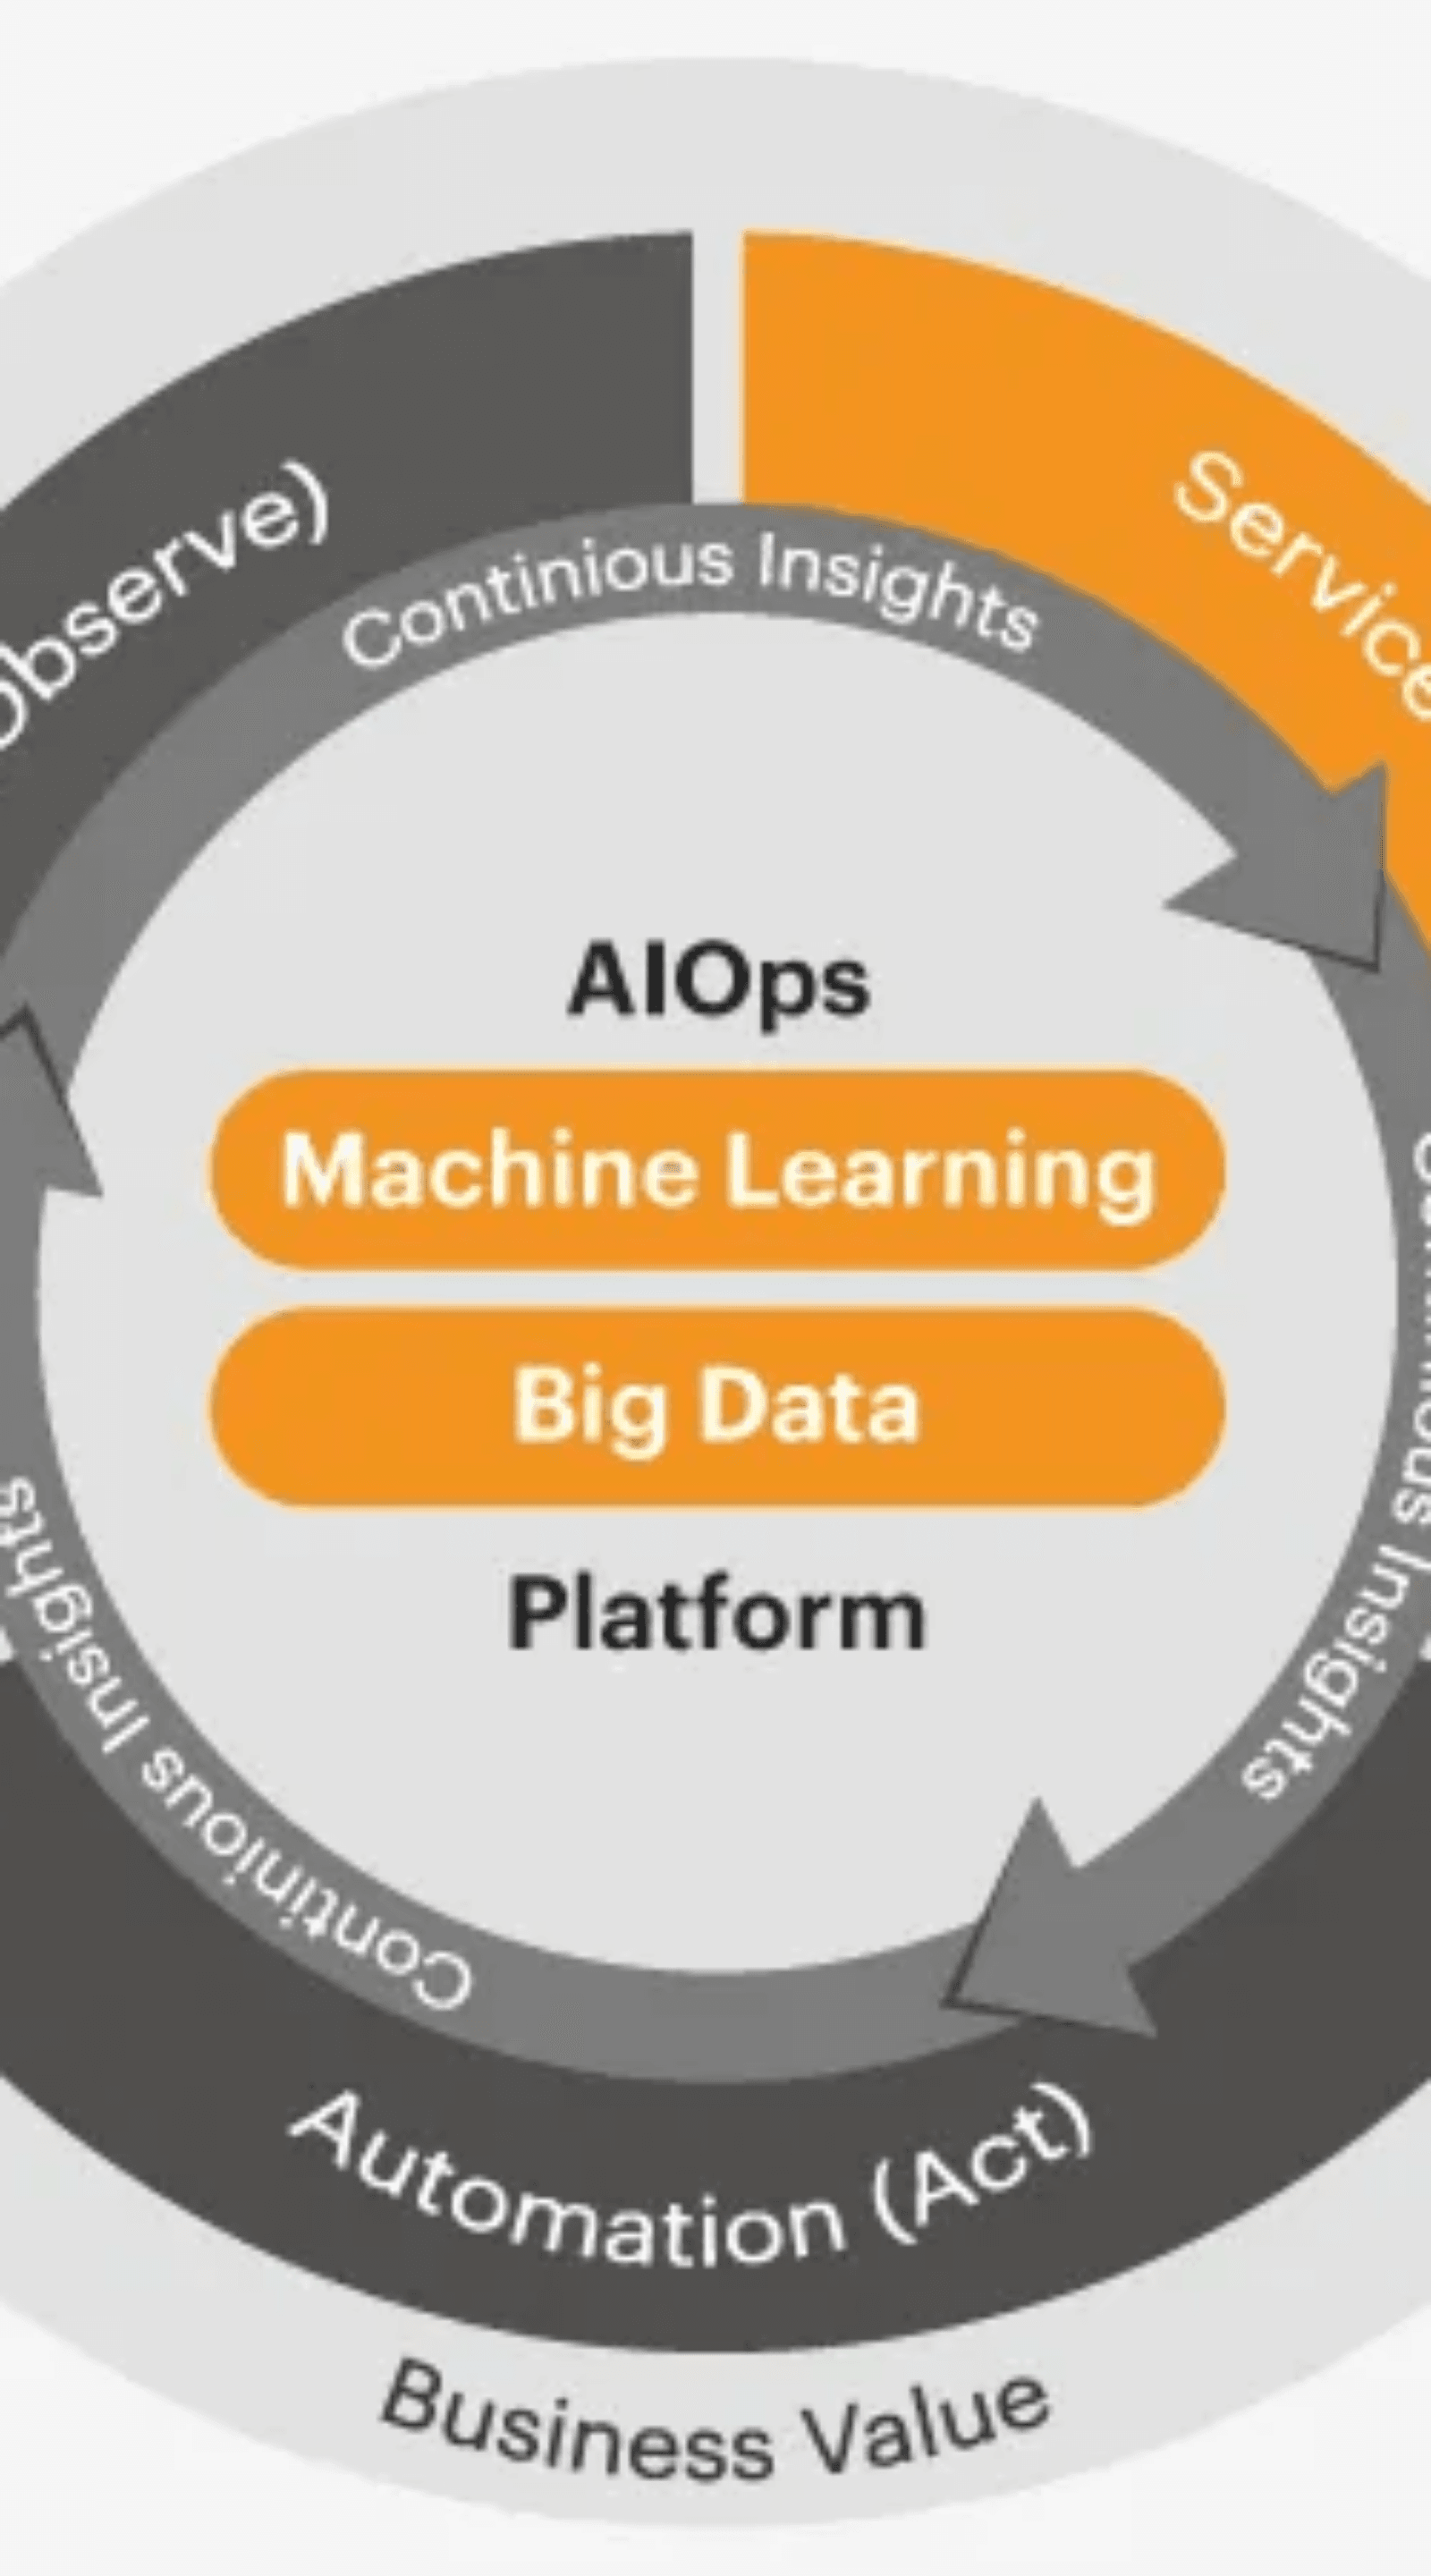 Observe)
Service
Continious Insights
AIOps
Machine Learning
Big Data
Platform
Insights
Continious Insights
Automation (Act)
Business Value